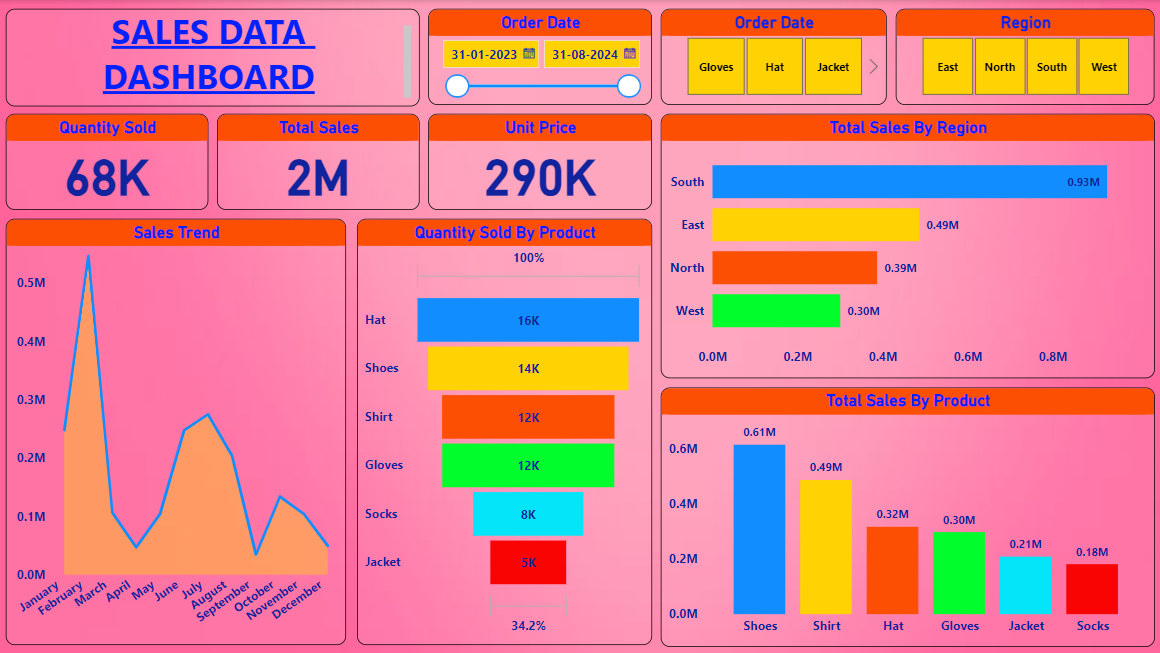 SALES DATA
DASHBOARD
Order Date
31-01-2023
31-08-2024
Order Date
Gloves
Hat
Jacket
Region
East
North
South
West
Quantity Sold
68K
Total Sales
2M
Unit Price
290K
Total Sales By Region
South
0.93M
East
0.49M
North
0.39M
West
0.30M
0.0M
0.2M
0.4M
0.6M
0.8M
Sales Trend
0.5M
0.4M
0.3M
0.2M
0.1M
0.0M
January
February
March
April
May
June
July
August
September
October
November
December
Quantity Sold By Product
100%
Hat
16K
Shoes
14K
Shirt
12K
Gloves
12K
Socks
8K
Jacket
5K
34.2%
Total Sales By Product
0.6M
0.4M
0.2M
0.0M
0.61M
0.49M
0.32M
0.30M
0.21M
0.18M
Shoes
Shirt
Hat
Gloves
Jacket
Socks